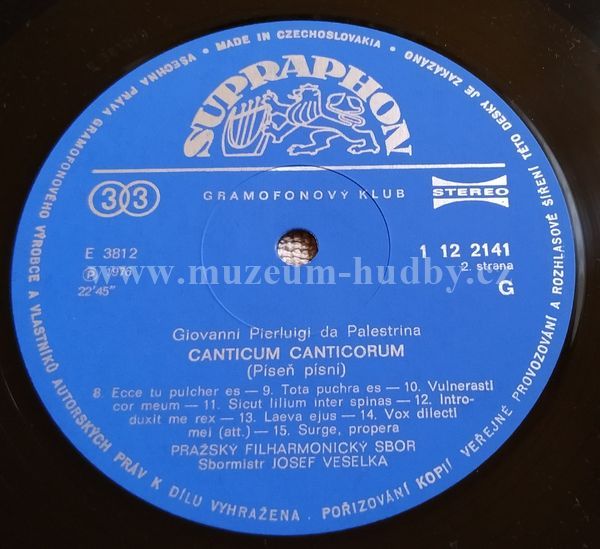 VŠECHNA PRÁVA GRAMOFONOVÉHO VÝROBCE A VLASTNÍKŮ AUTORSKÝCH PRÁV K DÍLU VYHRAŽENA · POŘIZOVÁNÍ KOPIÍ VEŘEJNÉ PROVOZOVÁNÍ A ROZHLASOVÉ ŠÍŘENÍ TÉTO DESKY JE ZAKÁZÁNO · MADE IN CZECHOSLOVAKIA ·
SUPRAPHON
33
GRAMOFONOVÝ KLUB
STEREO
E 3812
℗ 1976
22'45"
1 12 2141
2. strana
G
www.muzeum-hudby.cz
Giovanni Pierluigi da Palestrina
CANTICUM CANTICORUM
(Píseň písní)
8. Ecce tu pulcher es — 9. Tota puchra es — 10. Vulnerasti
cor meum — 11. Sicut lilium inter spinas — 12. Intro-
duxit me rex — 13. Laeva ejus — 14. Vox dilecti
mei (att.) — 15. Surge, propera
PRAŽSKÝ FILHARMONICKÝ SBOR
Sbormistr JOSEF VESELKA